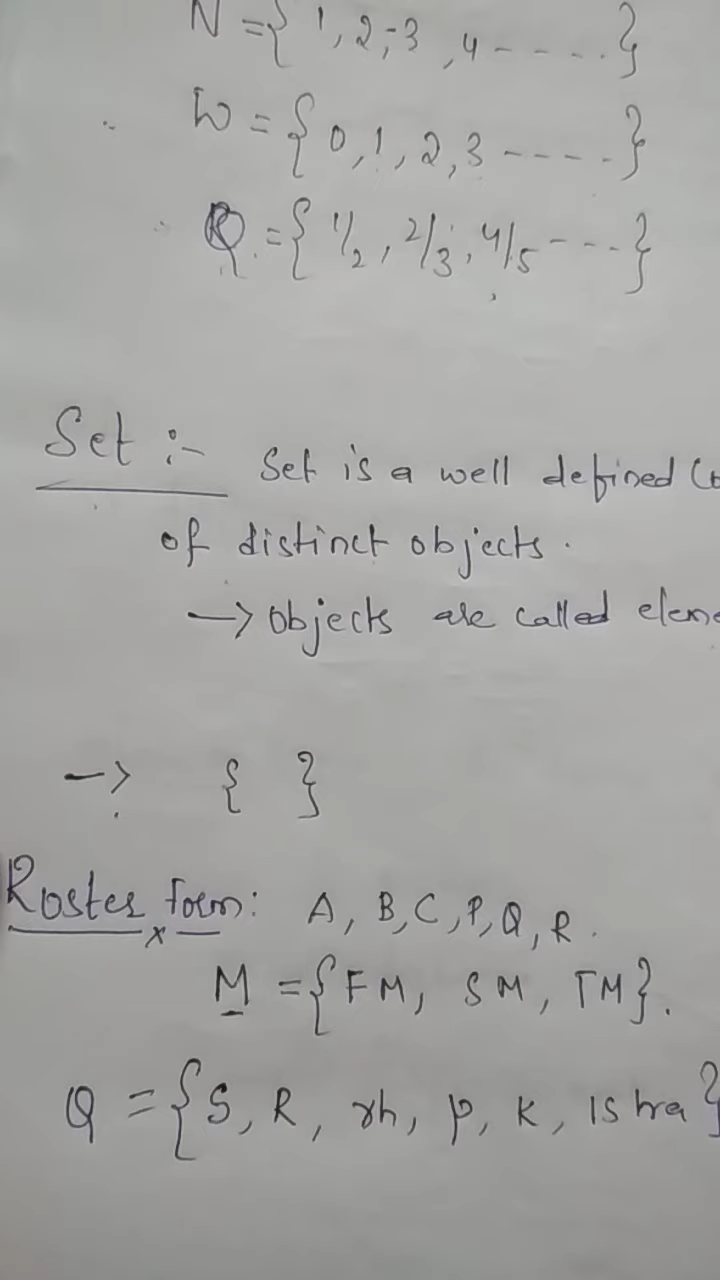 N = { 1, 2, 3, 4 - - - - . }
W = { 0, 1, 2, 3 - - - - . }
Q = { 1/2, 2/3, 4/5 - - - . }
Set :- Set is a well defined
of distinct objects.
→ objects are called eleme
→ { }
Roster form: A, B, C, P, Q, R.
M = { FM, SM, TM }.
Q = { S, R, rh, p, K, }